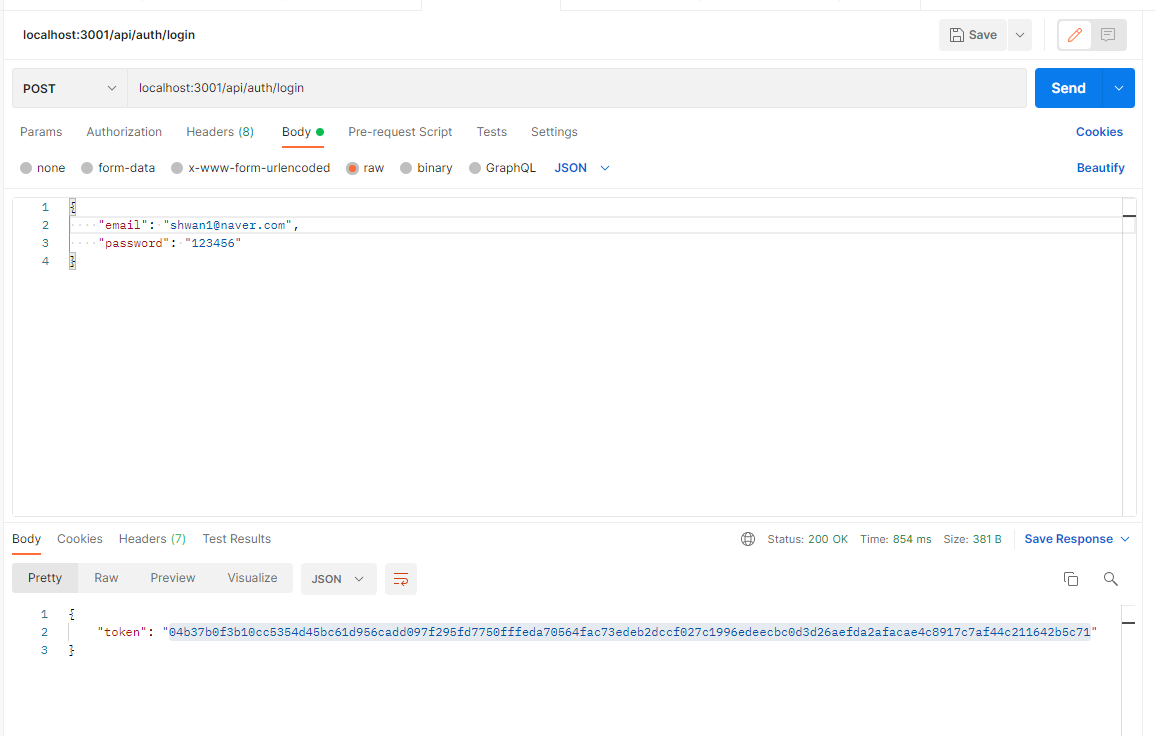 localhost:3001/api/auth/login Save
POST localhost:3001/api/auth/login Send
Params Authorization Headers (8) Body Pre-request Script Tests Settings Cookies
none form-data x-www-form-urlencoded raw binary GraphQL JSON Beautify
1 {
2 "email": "shwan1@naver.com",
3 "password": "123456"
4 }
Body Cookies Headers (7) Test Results Status: 200 OK Time: 854 ms Size: 381 B Save Response
Pretty Raw Preview Visualize JSON
1 {
2 "token": "04b37b0f3b10cc5354d45bc61d956cadd097f295fd7750fffeda70564fac73edeb2dccf027c1996edeecbc0d3d26aefda2afacae4c8917c7af44c211642b5c71"
3 }